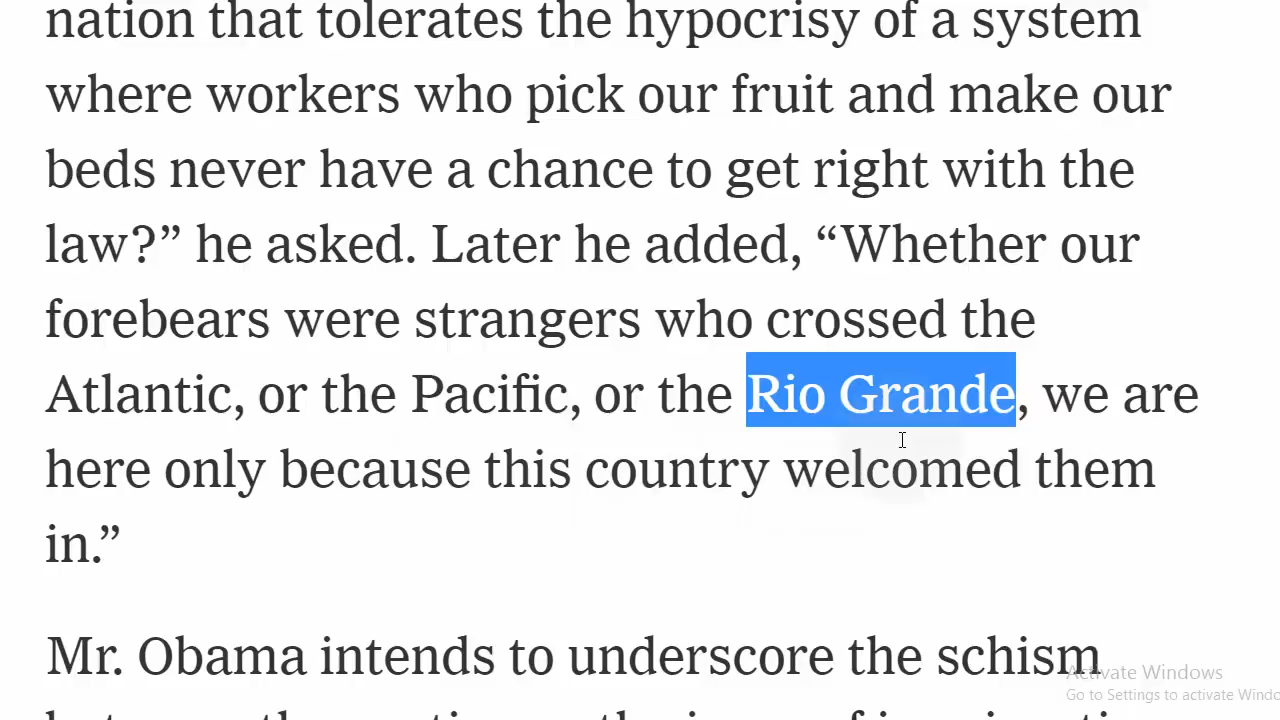 nation that tolerates the hypocrisy of a system
where workers who pick our fruit and make our
beds never have a chance to get right with the
law?” he asked. Later he added, “Whether our
forebears were strangers who crossed the
Atlantic, or the Pacific, or the Rio Grande, we are
here only because this country welcomed them
in.”
Mr. Obama intends to underscore the schism
Activate Windows
Go to Settings to activate